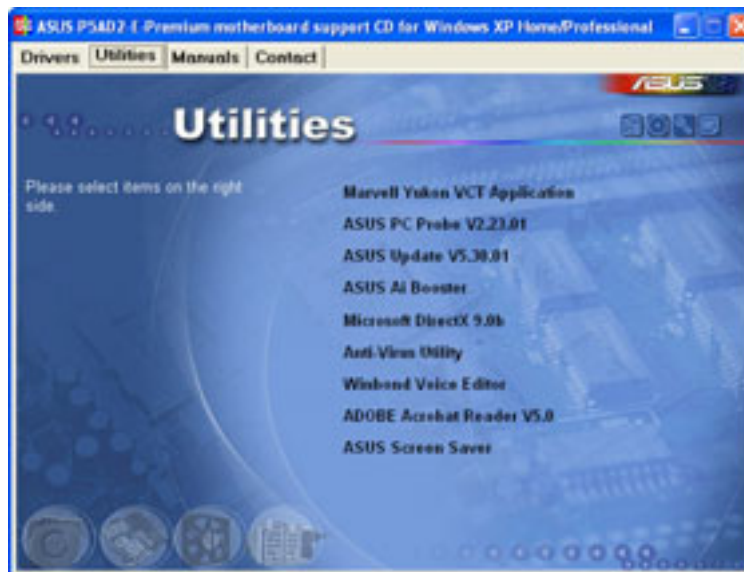 ASUS P5AD2-E-Premium motherboard support CD for Windows XP Home/Professional
Drivers Utilities Manuals Contact
ASUS
Utilities
Please select items on the right
side.
Marvell Yukon VCT Application
ASUS PC Probe V2.23.01
ASUS Update V5.30.01
ASUS Ai Booster
Microsoft DirectX 9.0b
Anti-Virus Utility
Winbond Voice Editor
ADOBE Acrobat Reader V5.0
ASUS Screen Saver